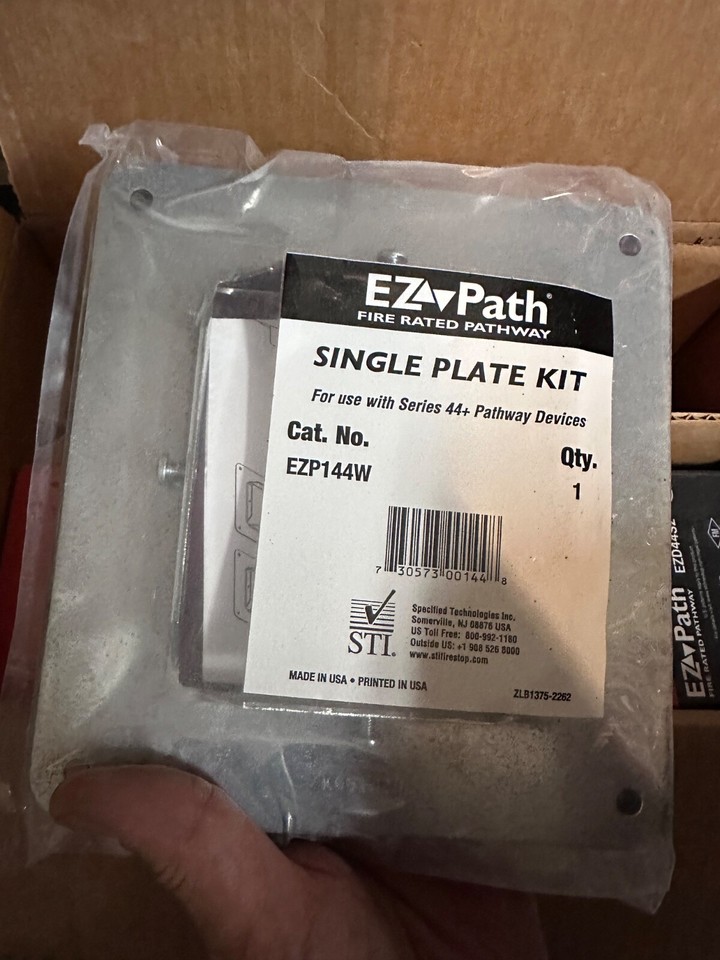 EZ Path®
FIRE RATED PATHWAY
SINGLE PLATE KIT
For use with Series 44+ Pathway Devices
Cat. No.
Qty.
EZP144W
1
7 30573 00144 8
STI®
Specified Technologies Inc.
Somerville, NJ 08876 USA
US Toll Free: 800-992-1180
Outside US: +1 908 526 8000
www.stifirestop.com
MADE IN USA • PRINTED IN USA
ZLB1375-2262
EZ Path
FIRE RATED PATHWAY